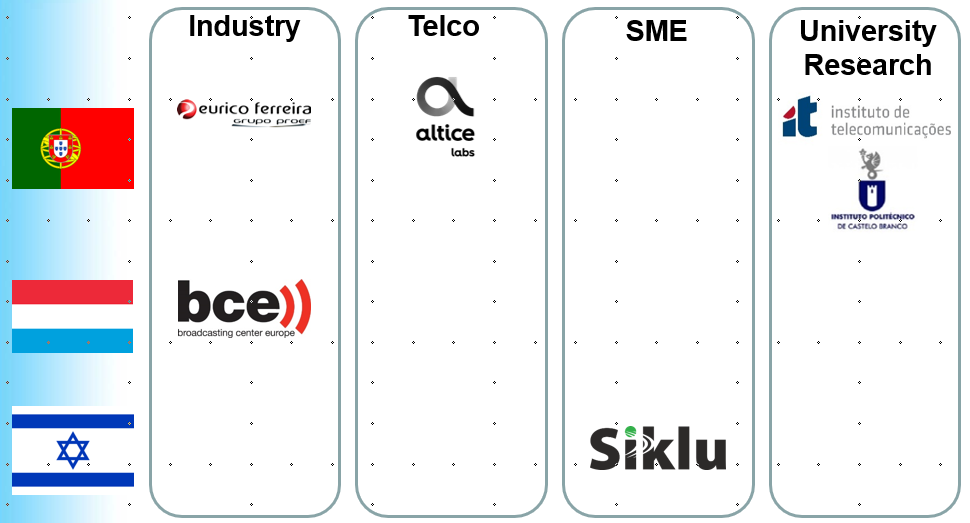 Industry
Telco
SME
University
Research
eurico ferreira
grupo proef
altice
labs
it instituto de
telecomunicações
INSTITUTO POLITÉCNICO
DE CASTELO BRANCO
bce
broadcasting center europe
Siklu